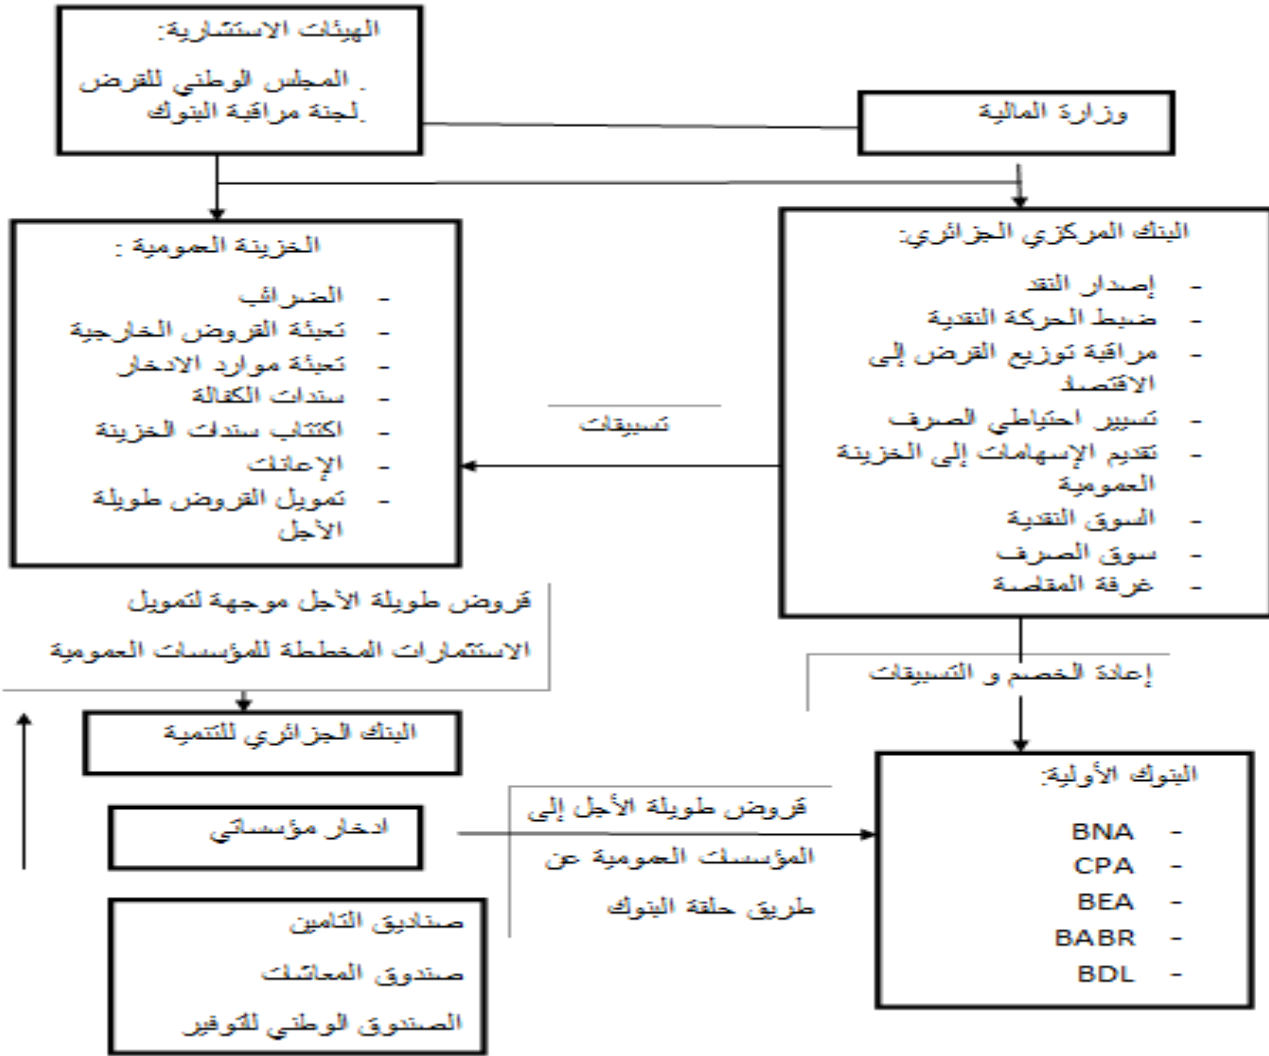 الهيئات الاستشارية:
. المجلس الوطني للقرض
.لجنة مراقبة البنوك
وزارة المالية
البنك المركزي الجزائري:
- إصدار النقد
- ضبط الحركة النقدية
- مراقبة توزيع القرض إلى
الاقتصاد
- تسيير احتياطي الصرف
- تقديم الإسهامات إلى الخزينة
العمومية
- السوق النقدية
- سوق الصرف
- غرفة المقاصة
الخزينة العمومية :
- الضرائب
- تعبئة القروض الخارجية
- تعبئة موارد الادخار
- سندات الكفالة
- اكتتاب سندات الخزينة
- الإعانات
- تمويل القروض طويلة
الأجل
تسبيقات
قروض طويلة الأجل موجهة لتمويل
الاستثمارات المخططة للمؤسسات العمومية
إعادة الخصم و التسبيقات
البنك الجزائري للتنمية
ادخار مؤسساتي
قروض طويلة الأجل إلى
المؤسسات العمومية عن
طريق حلقة البنوك
البنوك الأولية:
- BNA
- CPA
- BEA
- BABR
- BDL
صناديق التامين
صندوق المعاشات
الصندوق الوطني للتوفير